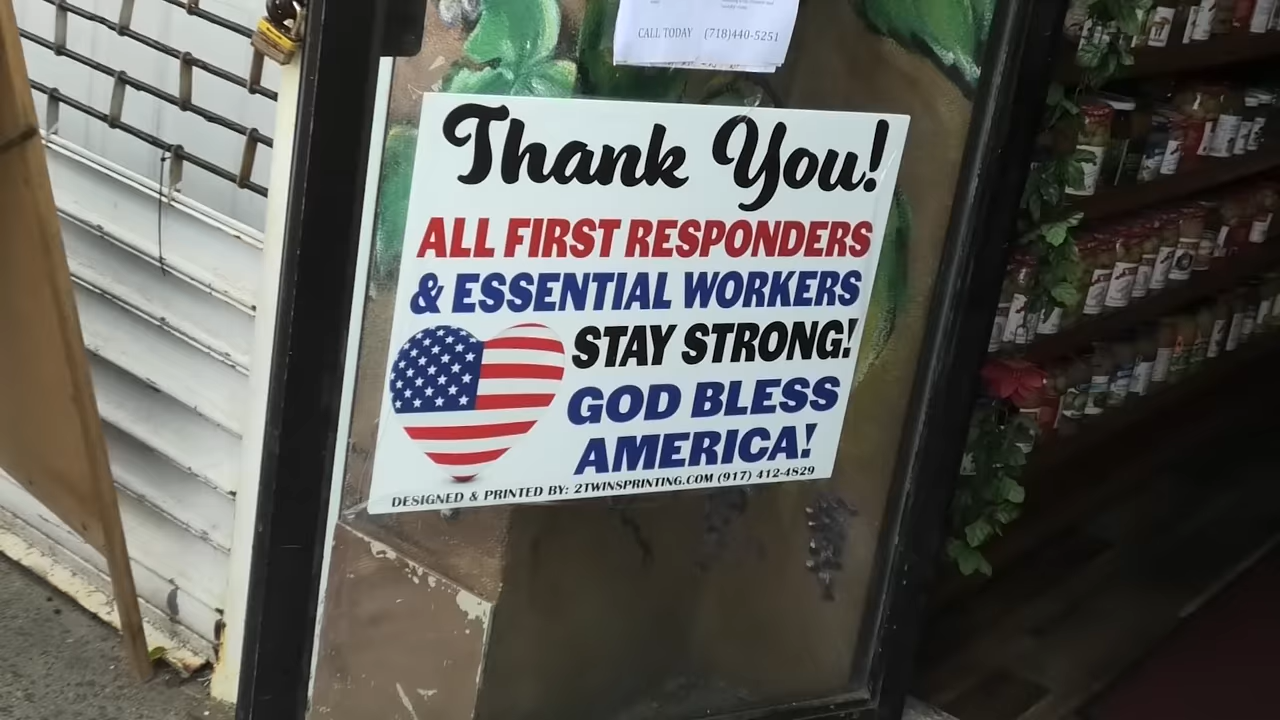 CALL TODAY (718)440-5251
Thank You!
ALL FIRST RESPONDERS
& ESSENTIAL WORKERS
STAY STRONG!
GOD BLESS
AMERICA!
DESIGNED & PRINTED BY: 2TWINSPRINTING.COM (917) 412-4829